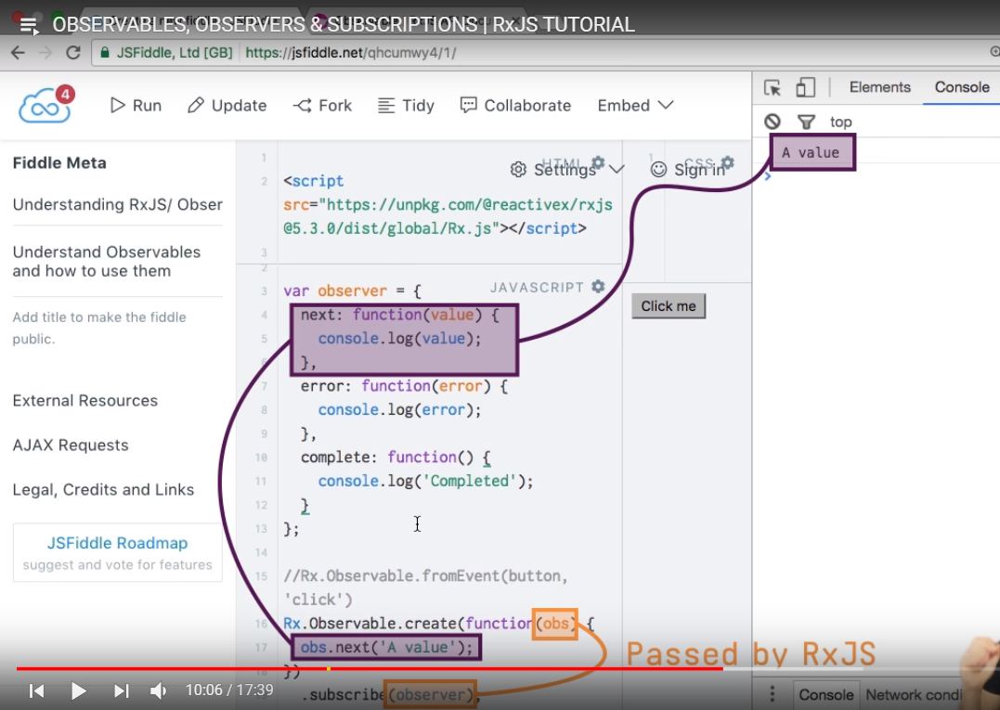 OBSERVABLES, OBSERVERS & SUBSCRIPTIONS | RxJS TUTORIAL
JSFiddle, Ltd [GB] https://jsfiddle.net/qhcumwy4/1/
4
Run
Update
Fork
Tidy
Collaborate
Embed
Elements
Console
top
A value
Fiddle Meta
Understanding RxJS/ Obser
Understand Observables
and how to use them
Add title to make the fiddle
public.
External Resources
AJAX Requests
Legal, Credits and Links
JSFiddle Roadmap
suggest and vote for features
HTML
Settings
CSS
Sign in
1
2 <script
src="https://unpkg.com/@reactivex/rxjs
@5.3.0/dist/global/Rx.js"></script>
3
1
JAVASCRIPT
2
3 var observer = {
4 next: function(value) {
5 console.log(value);
6 },
7 error: function(error) {
8 console.log(error);
9 },
10 complete: function() {
11 console.log('Completed');
12 }
13 };
14
15 //Rx.Observable.fromEvent(button,
'click')
16 Rx.Observable.create(function(obs) {
17 obs.next('A value');
18 })
.subscribe(observer);
Click me
Passed by RxJS
10:06 / 17:39
Console
Network condi